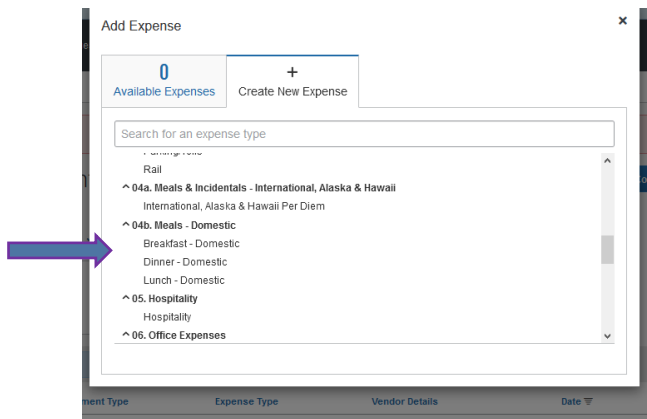 Add Expense
×
0
Available Expenses
+
Create New Expense
Search for an expense type
Rail
04a. Meals & Incidentals - International, Alaska & Hawaii
International, Alaska & Hawaii Per Diem
04b. Meals - Domestic
Breakfast - Domestic
Dinner - Domestic
Lunch - Domestic
05. Hospitality
Hospitality
06. Office Expenses
ment Type Expense Type Vendor Details Date